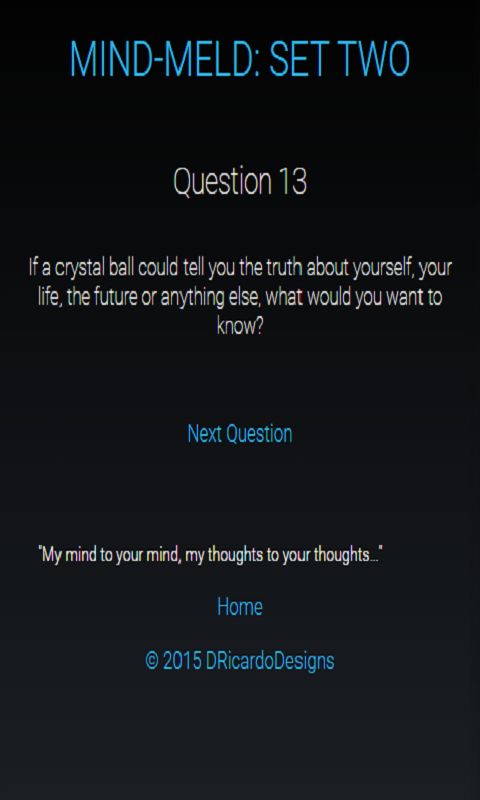 MIND-MELD: SET TWO
Question 13
If a crystal ball could tell you the truth about yourself, your
life, the future or anything else, what would you want to
know?
Next Question
"My mind to your mind, my thoughts to your thoughts..."
Home
© 2015 DRicardoDesigns